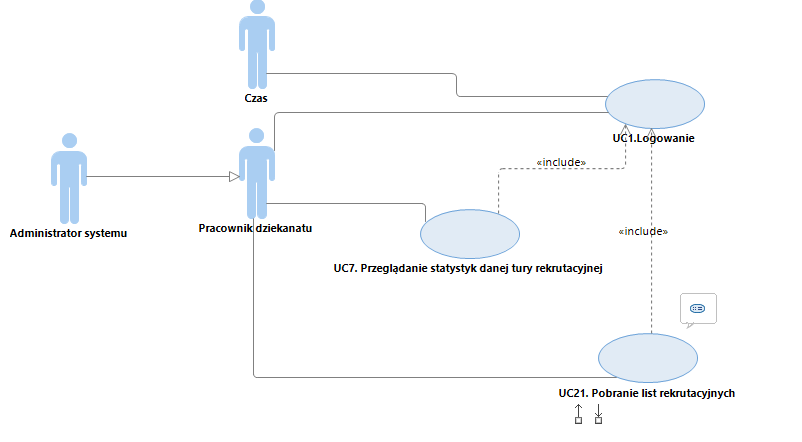 Czas
UC1.Logowanie
«include»
Administrator systemu
Pracownik dziekanatu
«include»
UC7. Przeglądanie statystyk danej tury rekrutacyjnej
UC21. Pobranie list rekrutacyjnych